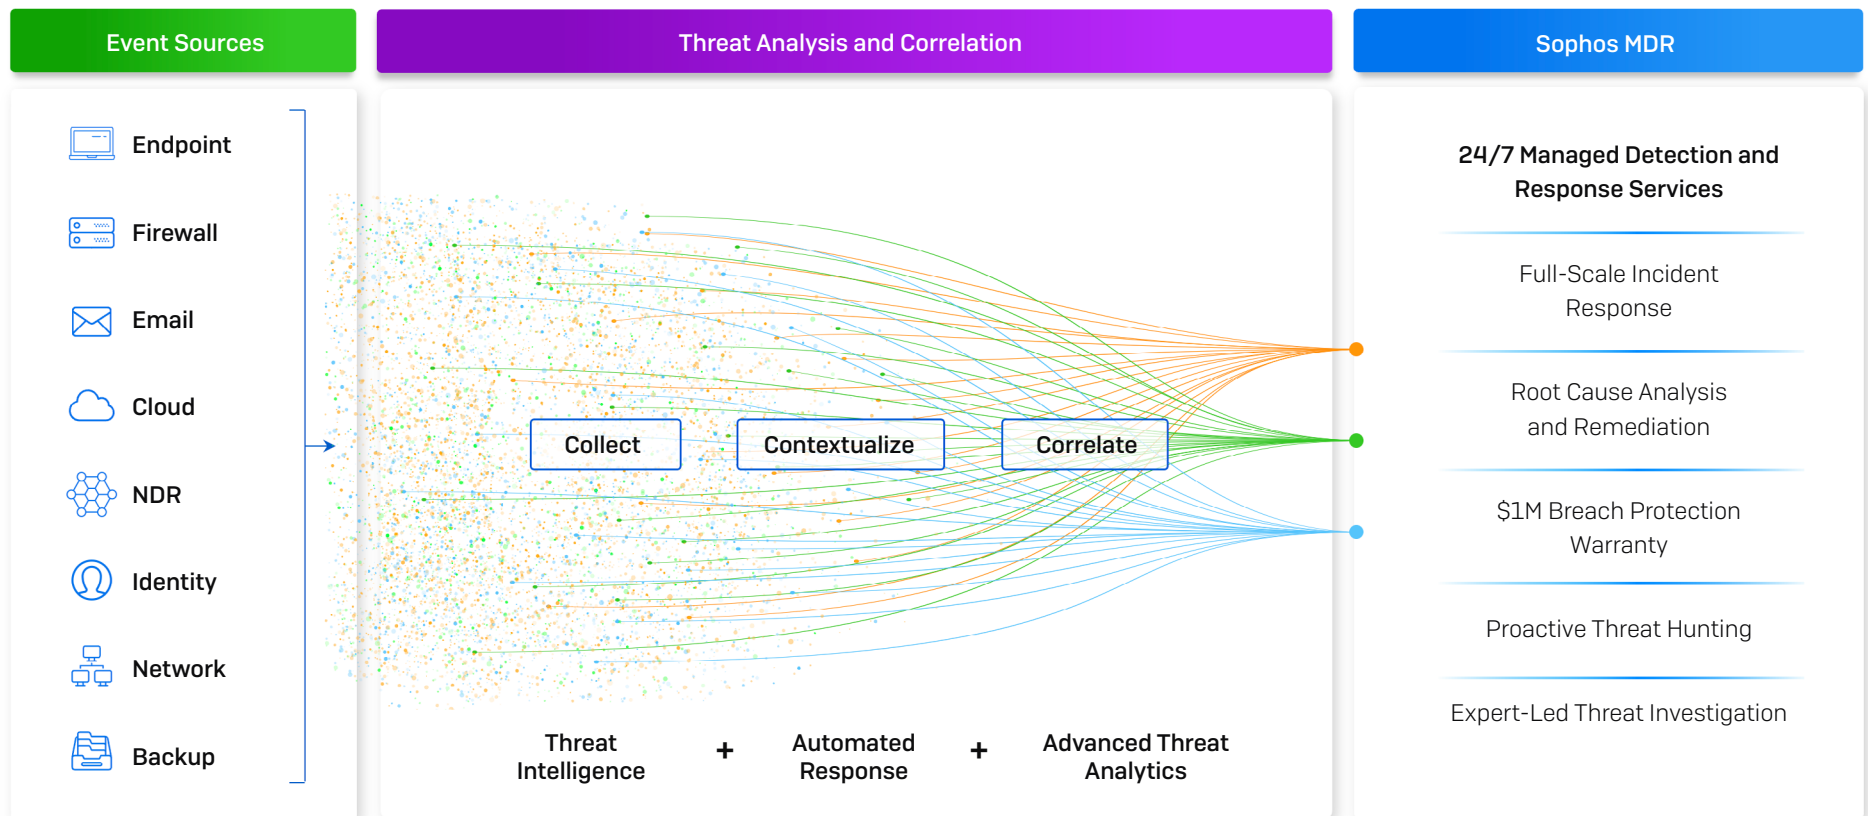 Event Sources
Threat Analysis and Correlation
Sophos MDR
Endpoint
Firewall
Email
Cloud
NDR
Identity
Network
Backup
Collect
Contextualize
Correlate
Threat
Intelligence
+
Automated
Response
+
Advanced Threat
Analytics
24/7 Managed Detection and
Response Services
Full-Scale Incident
Response
Root Cause Analysis
and Remediation
$1M Breach Protection
Warranty
Proactive Threat Hunting
Expert-Led Threat Investigation